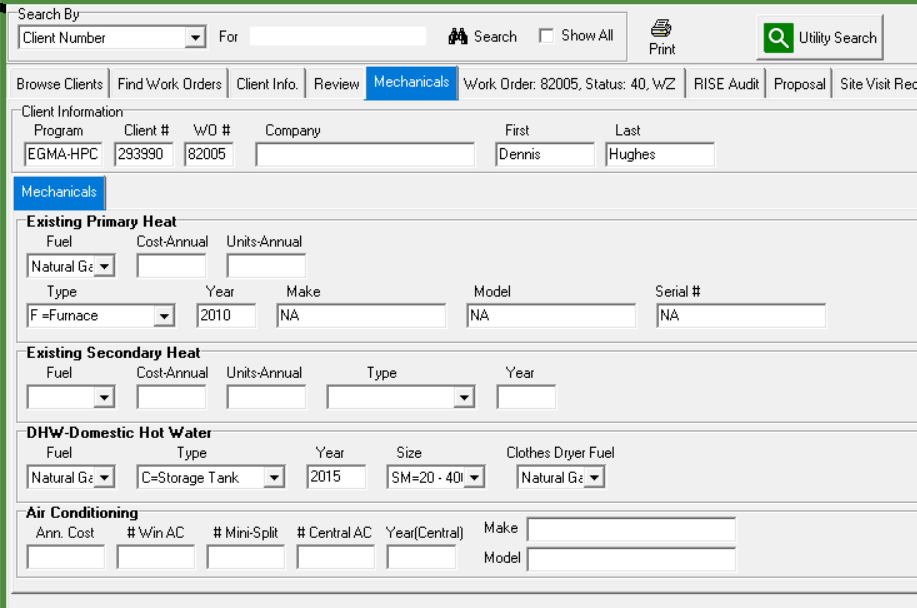 Search By
Client Number For Search Show All Print Utility Search
Browse Clients Find Work Orders Client Info. Review Mechanicals Work Order: 82005, Status: 40, WZ RISE Audit Proposal Site Visit Rec
Client Information
Program Client # WO # Company First Last
EGMA-HPC 293990 82005 Dennis Hughes
Mechanicals
Existing Primary Heat
Fuel Cost-Annual Units-Annual
Natural Ga
Type Year Make Model Serial #
F =Furnace 2010 NA NA NA
Existing Secondary Heat
Fuel Cost-Annual Units-Annual Type Year
DHW-Domestic Hot Water
Fuel Type Year Size Clothes Dryer Fuel
Natural Ga C=Storage Tank 2015 SM=20 - 40 Natural Ga
Air Conditioning
Ann. Cost # Win AC # Mini-Split # Central AC Year(Central) Make
Model